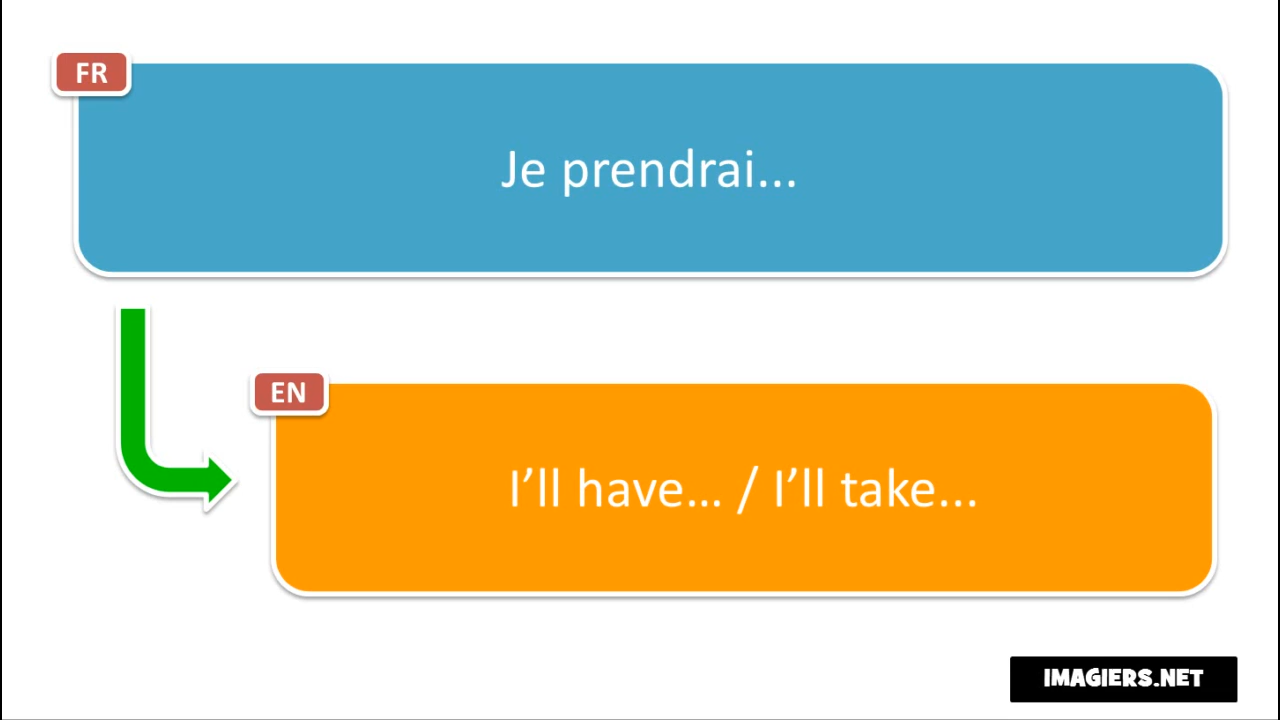 FR
Je prendrai...
EN
I’ll have... / I’ll take...
IMAGIERS.NET